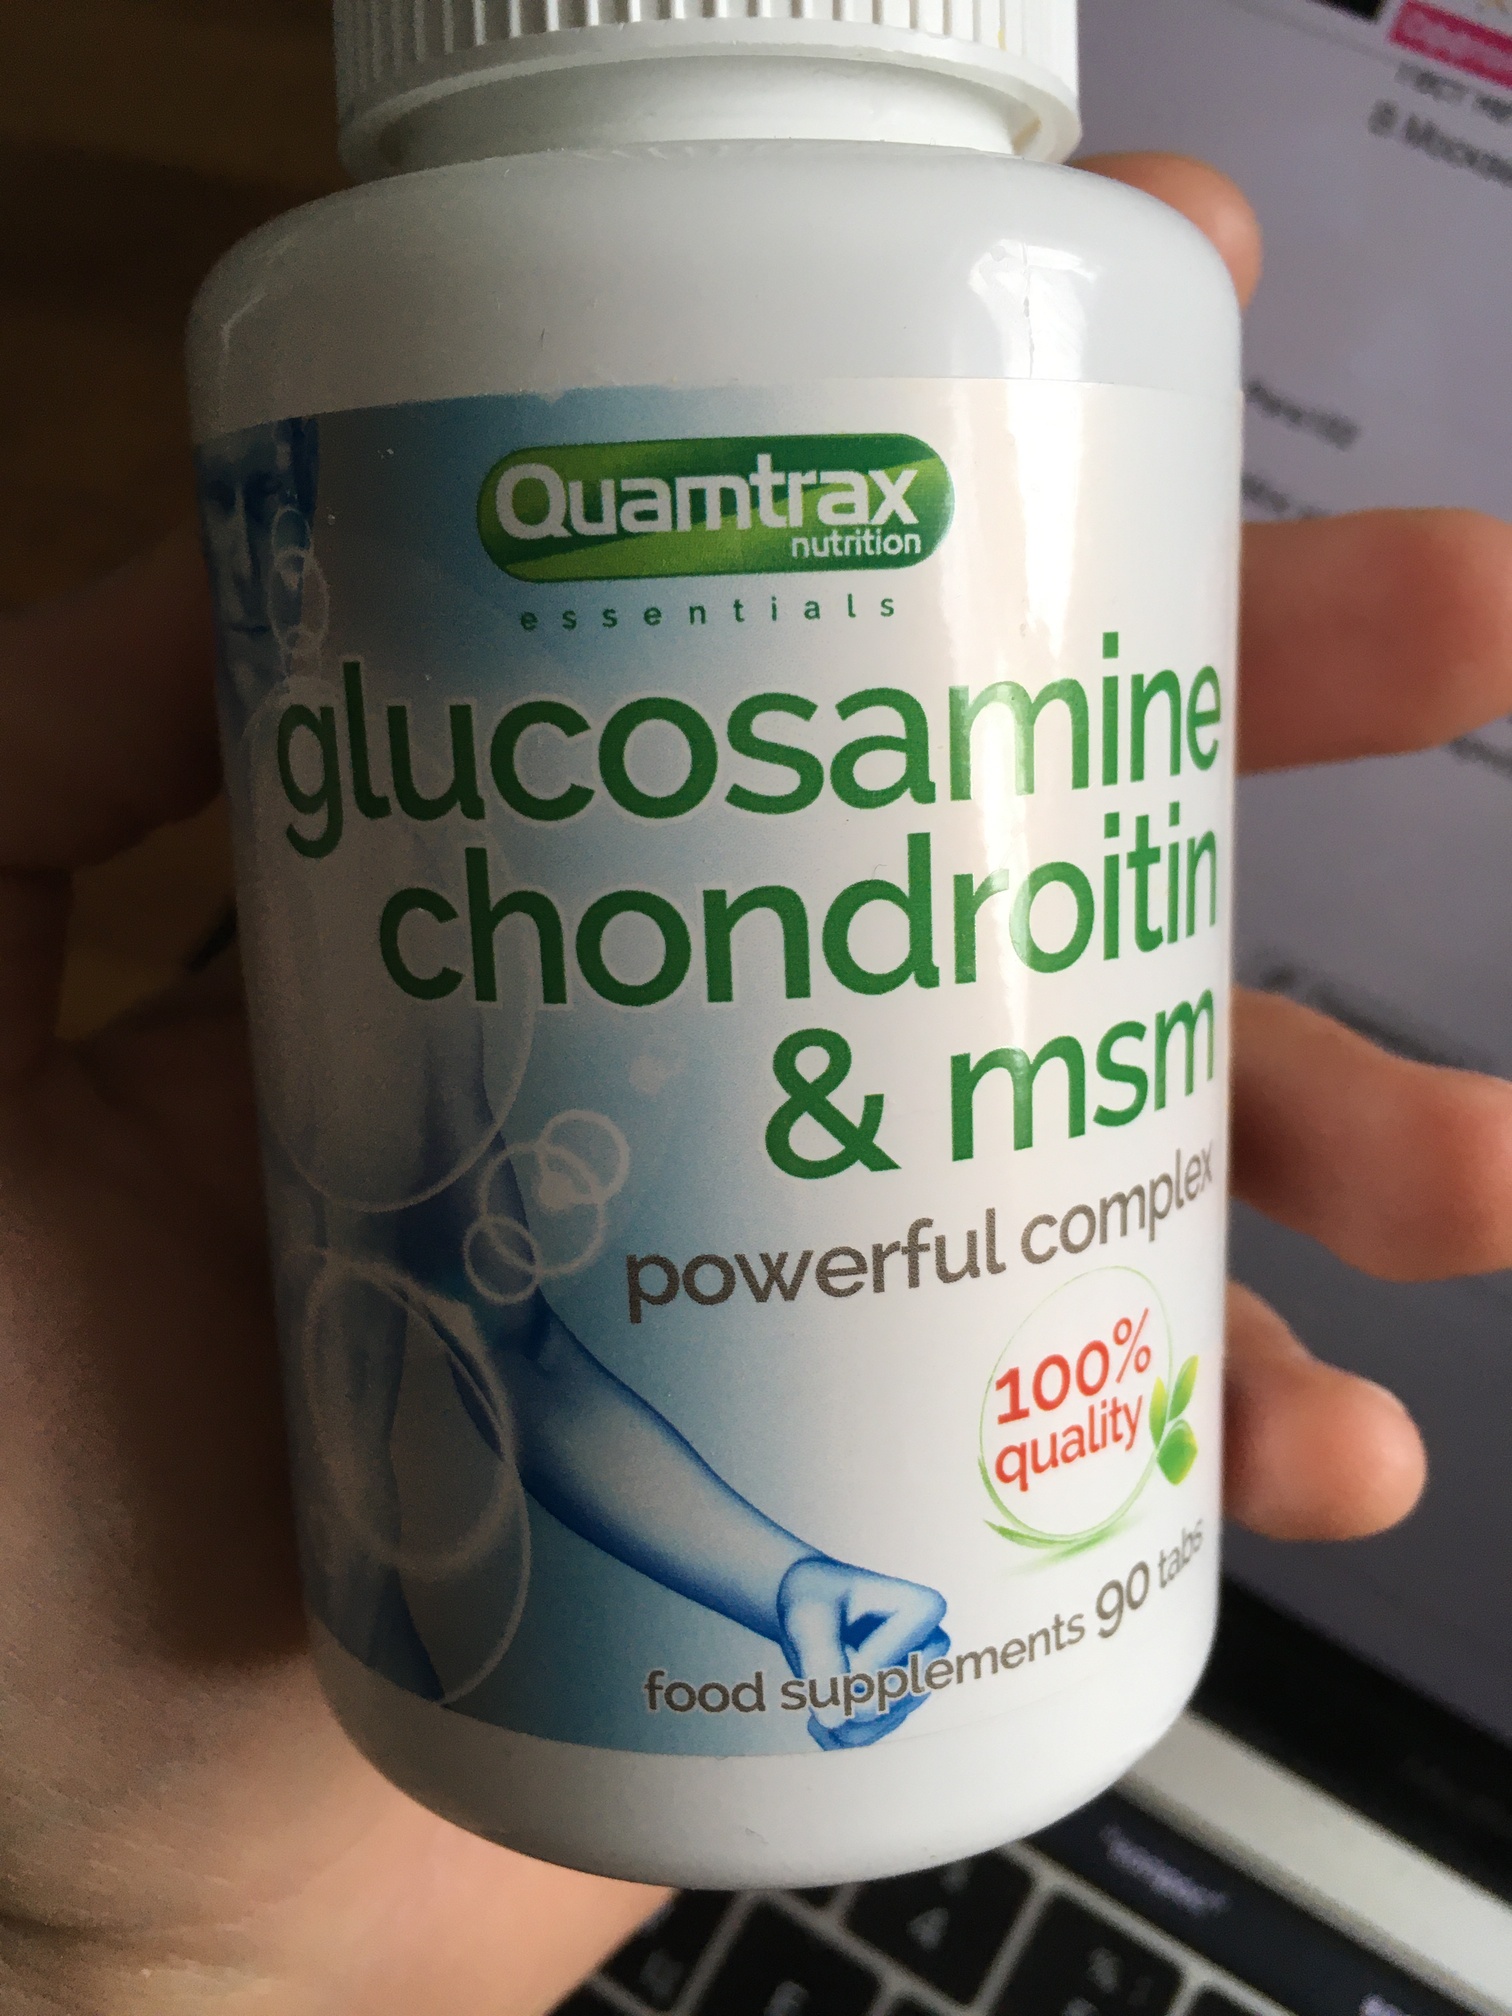 Quamtrax
nutrition
essentials
glucosamine
chondroitin
& msm
powerful complex
100%
quality
food supplements 90 tabs